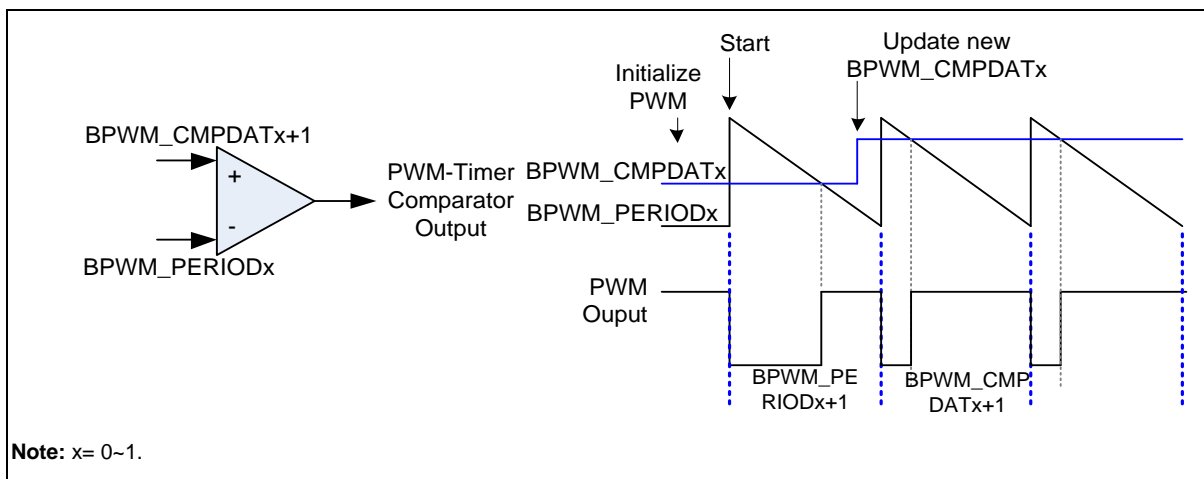 BPWM_CMPDATx+1
+
-
BPWM_PERIODx
PWM-Timer
Comparator
Output
Initialize
PWM
Start
Update new
BPWM_CMPDATx
BPWM_CMPDATx
BPWM_PERIODx
PWM
Ouput
BPWM_PE
RIODx+1
BPWM_CMP
DATx+1
Note: x= 0~1.